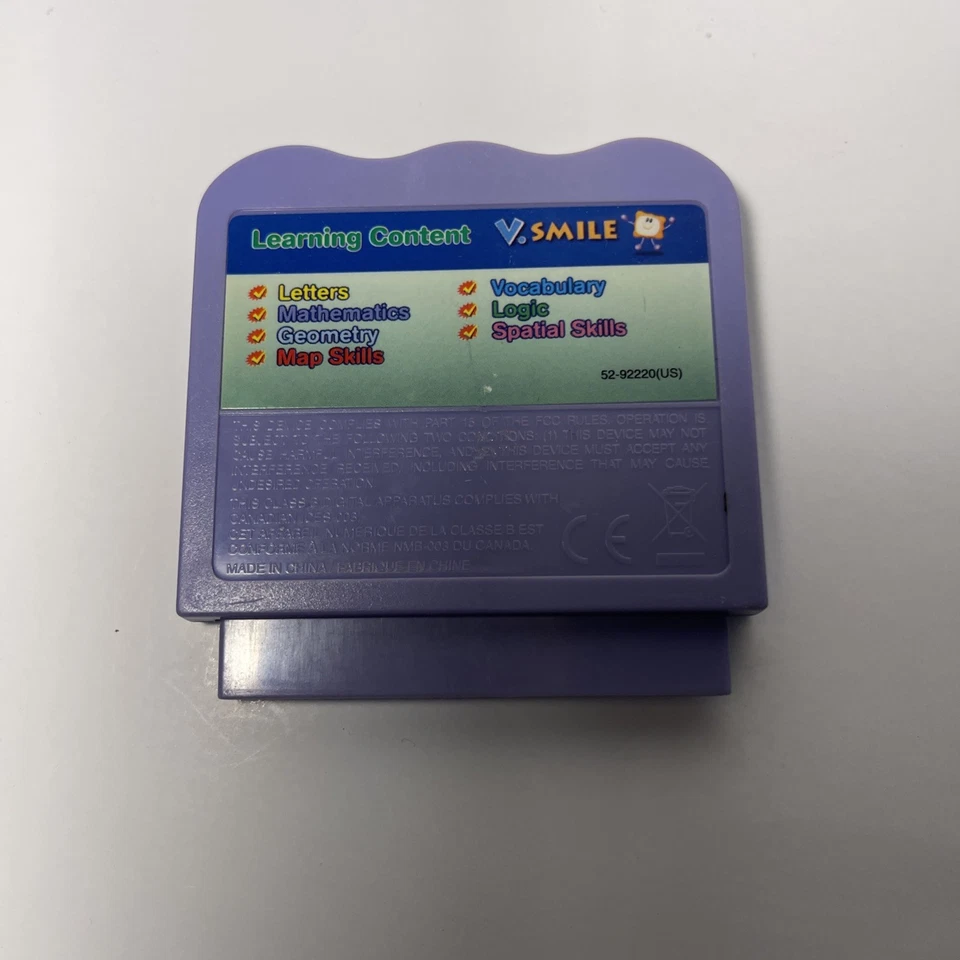 Learning Content V.SMILE
Letters
Mathematics
Geometry
Map Skills
Vocabulary
Logic
Spatial Skills
52-92220(US)
THIS DEVICE COMPLIES WITH PART 15 OF THE FCC RULES. OPERATION IS
SUBJECT TO THE FOLLOWING TWO CONDITIONS: (1) THIS DEVICE MAY NOT
CAUSE HARMFUL INTERFERENCE, AND (2) THIS DEVICE MUST ACCEPT ANY
INTERFERENCE RECEIVED, INCLUDING INTERFERENCE THAT MAY CAUSE
UNDESIRED OPERATION.
THIS CLASS B DIGITAL APPARATUS COMPLIES WITH
CANADIAN ICES-003
CET APPAREIL NUMÉRIQUE DE LA CLASSE B EST
CONFORME À LA NORME NMB-003 DU CANADA
MADE IN CHINA. FABRIQUÉ EN CHINE.
CE